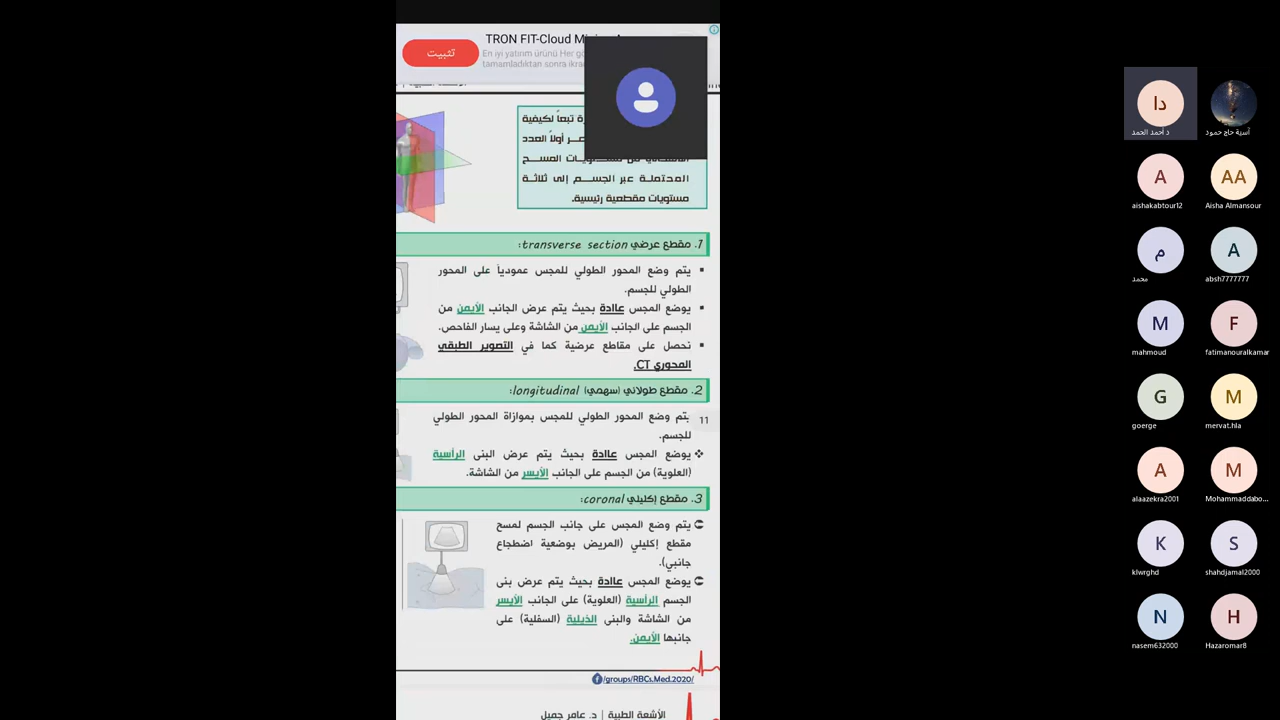 TRON FIT-Cloud
تثبيت
En iyi yatırım ürünü Her
tamamladıktan sonra
تبعاً لكيفية
أولاً العدد
المسح
المحتملة عبر الجسم إلى ثلاثة
مستويات مقطعية رئيسية.
1. مقطع عرضي transverse section:
▪ يتم وضع المحور الطولي للمجس عمودياً على المحور
الطولي للجسم.
▪ يوضع المجس عاادة بحيث يتم عرض الجانب الأيمن من
الجسم على الجانب الأيمن من الشاشة وعلى يسار الفاحص.
▪ نحصل على مقاطع عرضية كما في التصوير الطبقي
المحوري CT.
2. مقطع طولاني (سهمي) longitudinal:
يتم وضع المحور الطولي للمجس بموازاة المحور الطولي
11
للجسم.
❖ يوضع المجس عاادة بحيث يتم عرض البنى الرأسية
(العلوية) من الجسم على الجانب الأيسر من الشاشة.
3. مقطع إكليلي coronal:
يتم وضع المجس على جانب الجسم لمسح
مقطع إكليلي (المريض بوضعية اضطجاع
جانبي).
يوضع المجس عاادة بحيث يتم عرض بنى
الجسم الرأسية (العلوية) على الجانب الأيسر
من الشاشة والبنى الذيلية (السفلية) على
جانبها الأيمن.
/groups/RBCs.Med.2020/
الأشعة الطبية | د. عامر جميل
دا
د احمد الحمد
آسية حاج حمود
A
aishakabtour12
AA
Aisha Almansour
م
محمد
A
absh7777777
M
mahmoud
F
fatimanouralkamar
G
goerge
M
mervat.hla
A
alaazekra2001
M
Mohammaddabo...
K
klwrghd
S
shahdjamal2000
N
nasem632000
H
Hazaromar8